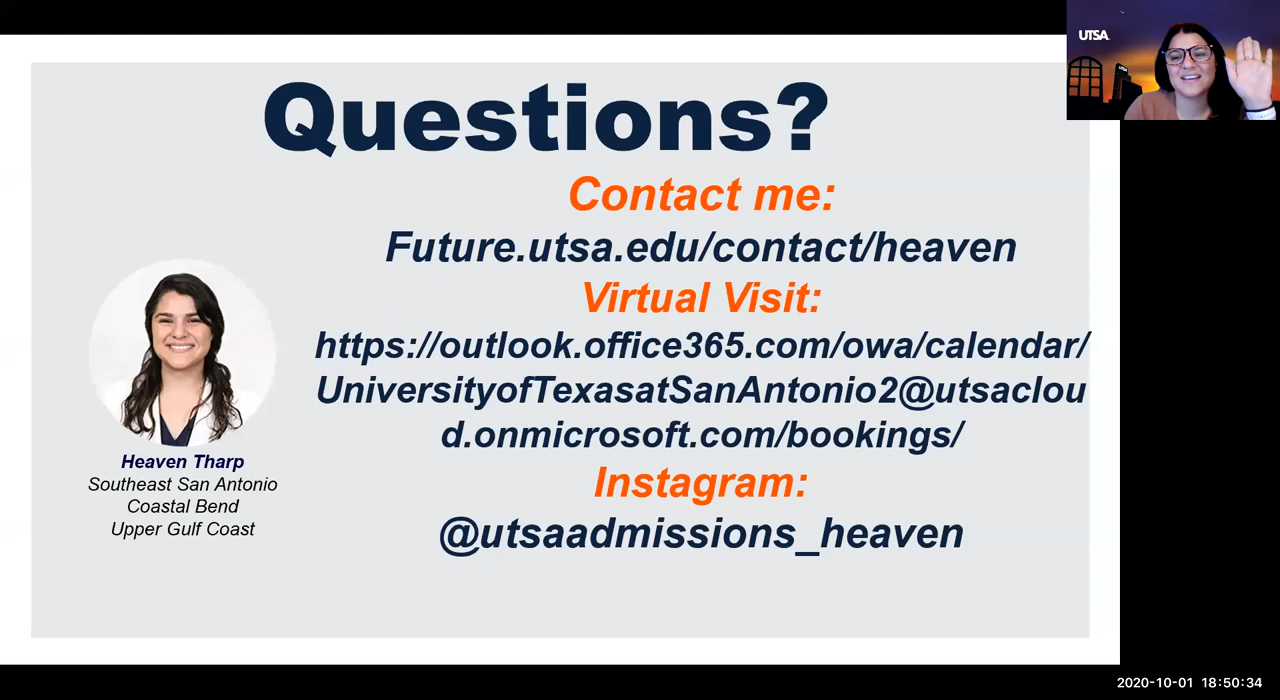 Questions?
Contact me:
Future.utsa.edu/contact/heaven
Virtual Visit:
https://outlook.office365.com/owa/calendar/
UniversityofTexasatSanAntonio2@utsaclou
d.onmicrosoft.com/bookings/
Instagram:
@utsaadmissions_heaven
Heaven Tharp
Southeast San Antonio
Coastal Bend
Upper Gulf Coast
UTSA
UTSA
2020-10-01 18:50:34